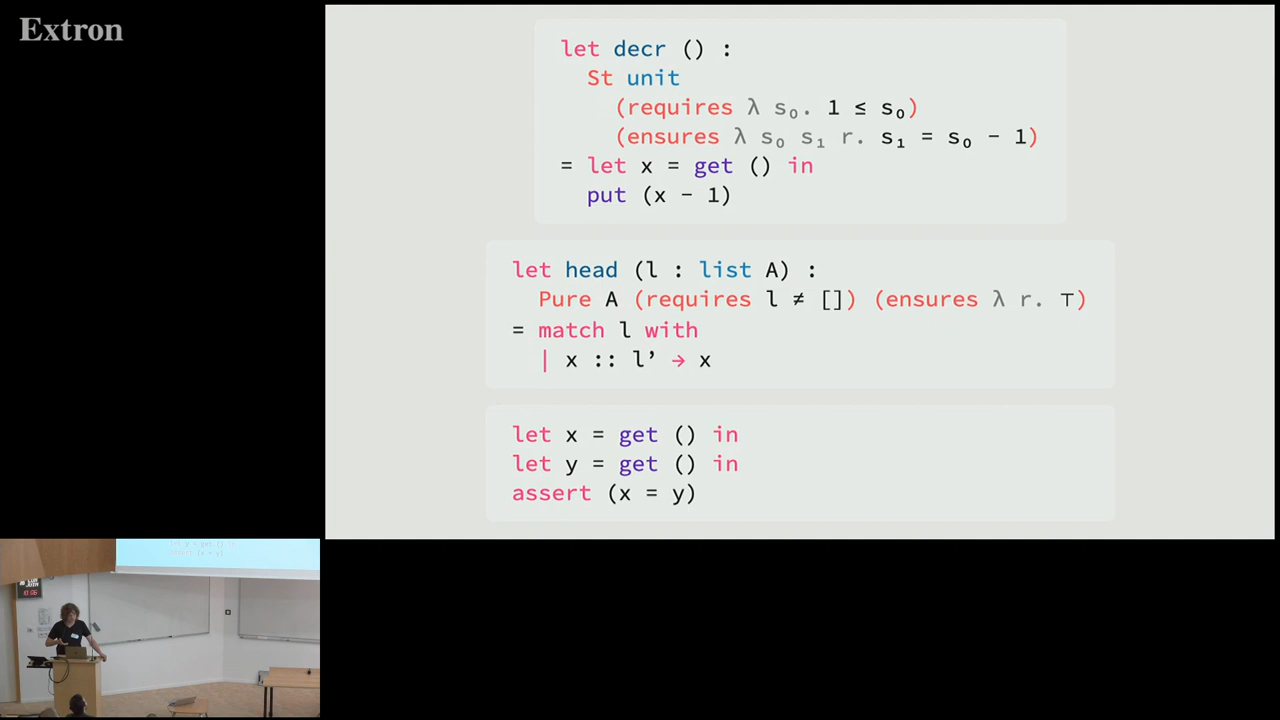 Extron
let decr () :
St unit
(requires λ s₀. 1 ≤ s₀)
(ensures λ s₀ s₁ r. s₁ = s₀ − 1)
= let x = get () in
put (x − 1)
let head (l : list A) :
Pure A (requires l ≠ []) (ensures λ r. ⊤)
= match l with
| x :: l’ → x
let x = get () in
let y = get () in
assert (x = y)